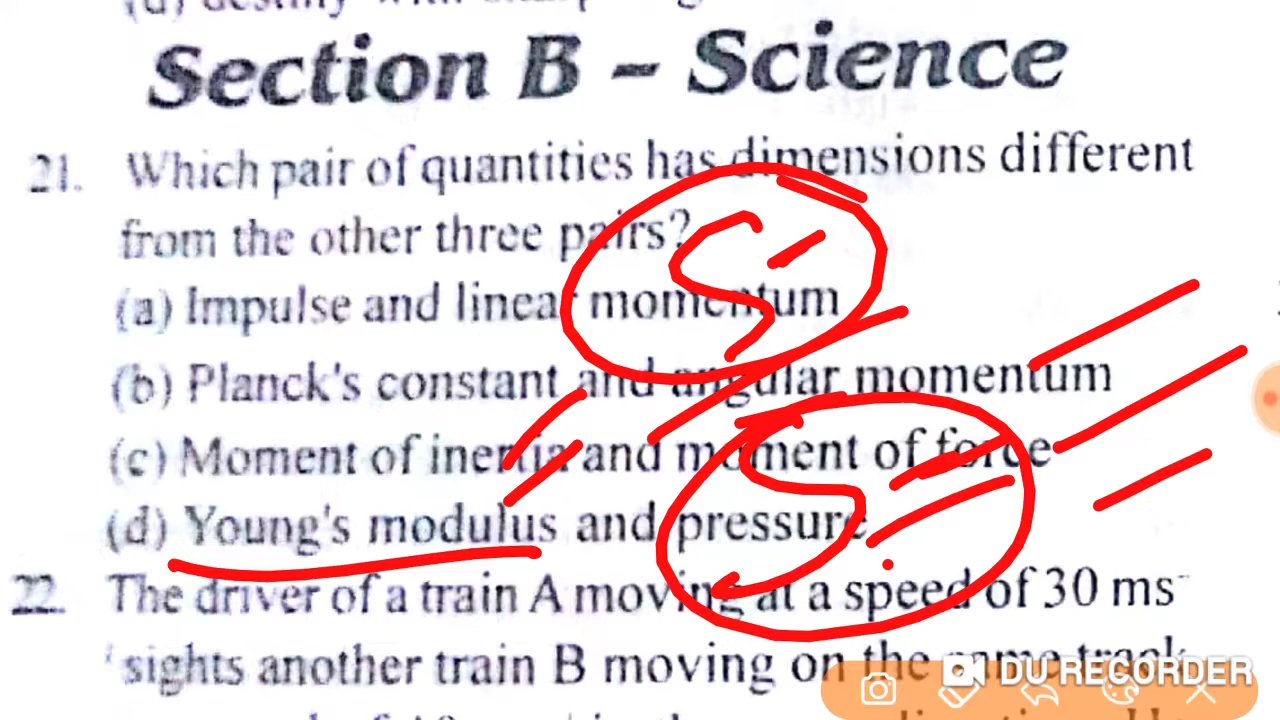 Section B - Science
21. Which pair of quantities has dimensions different
from the other three pairs?
(a) Impulse and linear momentum
(b) Planck's constant and angular momentum
(c) Moment of inertia and moment of force
(d) Young's modulus and pressure
22. The driver of a train A moving at a speed of 30 ms⁻
sights another train B moving on the same track
DU RECORDER